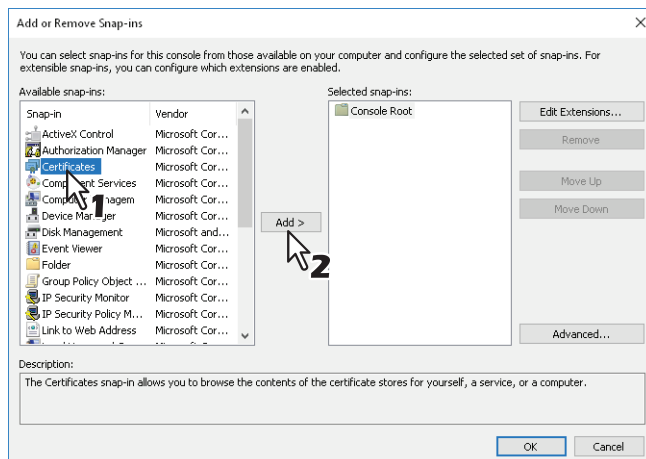 Add or Remove Snap-ins
You can select snap-ins for this console from those available on your computer and configure the selected set of snap-ins. For
extensible snap-ins, you can configure which extensions are enabled.
Available snap-ins:
Selected snap-ins:
Snap-in Vendor
ActiveX Control Microsoft Cor...
Authorization Manager Microsoft Cor...
Certificates Microsoft Cor...
Services Microsoft Cor...
Microsoft Cor...
Device Microsoft Cor...
Disk Management Microsoft and...
Event Viewer Microsoft Cor...
Folder Microsoft Cor...
Group Policy Object ... Microsoft Cor...
IP Security Monitor Microsoft Cor...
IP Security Policy M... Microsoft Cor...
Link to Web Address Microsoft Cor...
1
Add >
2
Console Root
Edit Extensions...
Remove
Move Up
Move Down
Advanced...
Description:
The Certificates snap-in allows you to browse the contents of the certificate stores for yourself, a service, or a computer.
OK Cancel